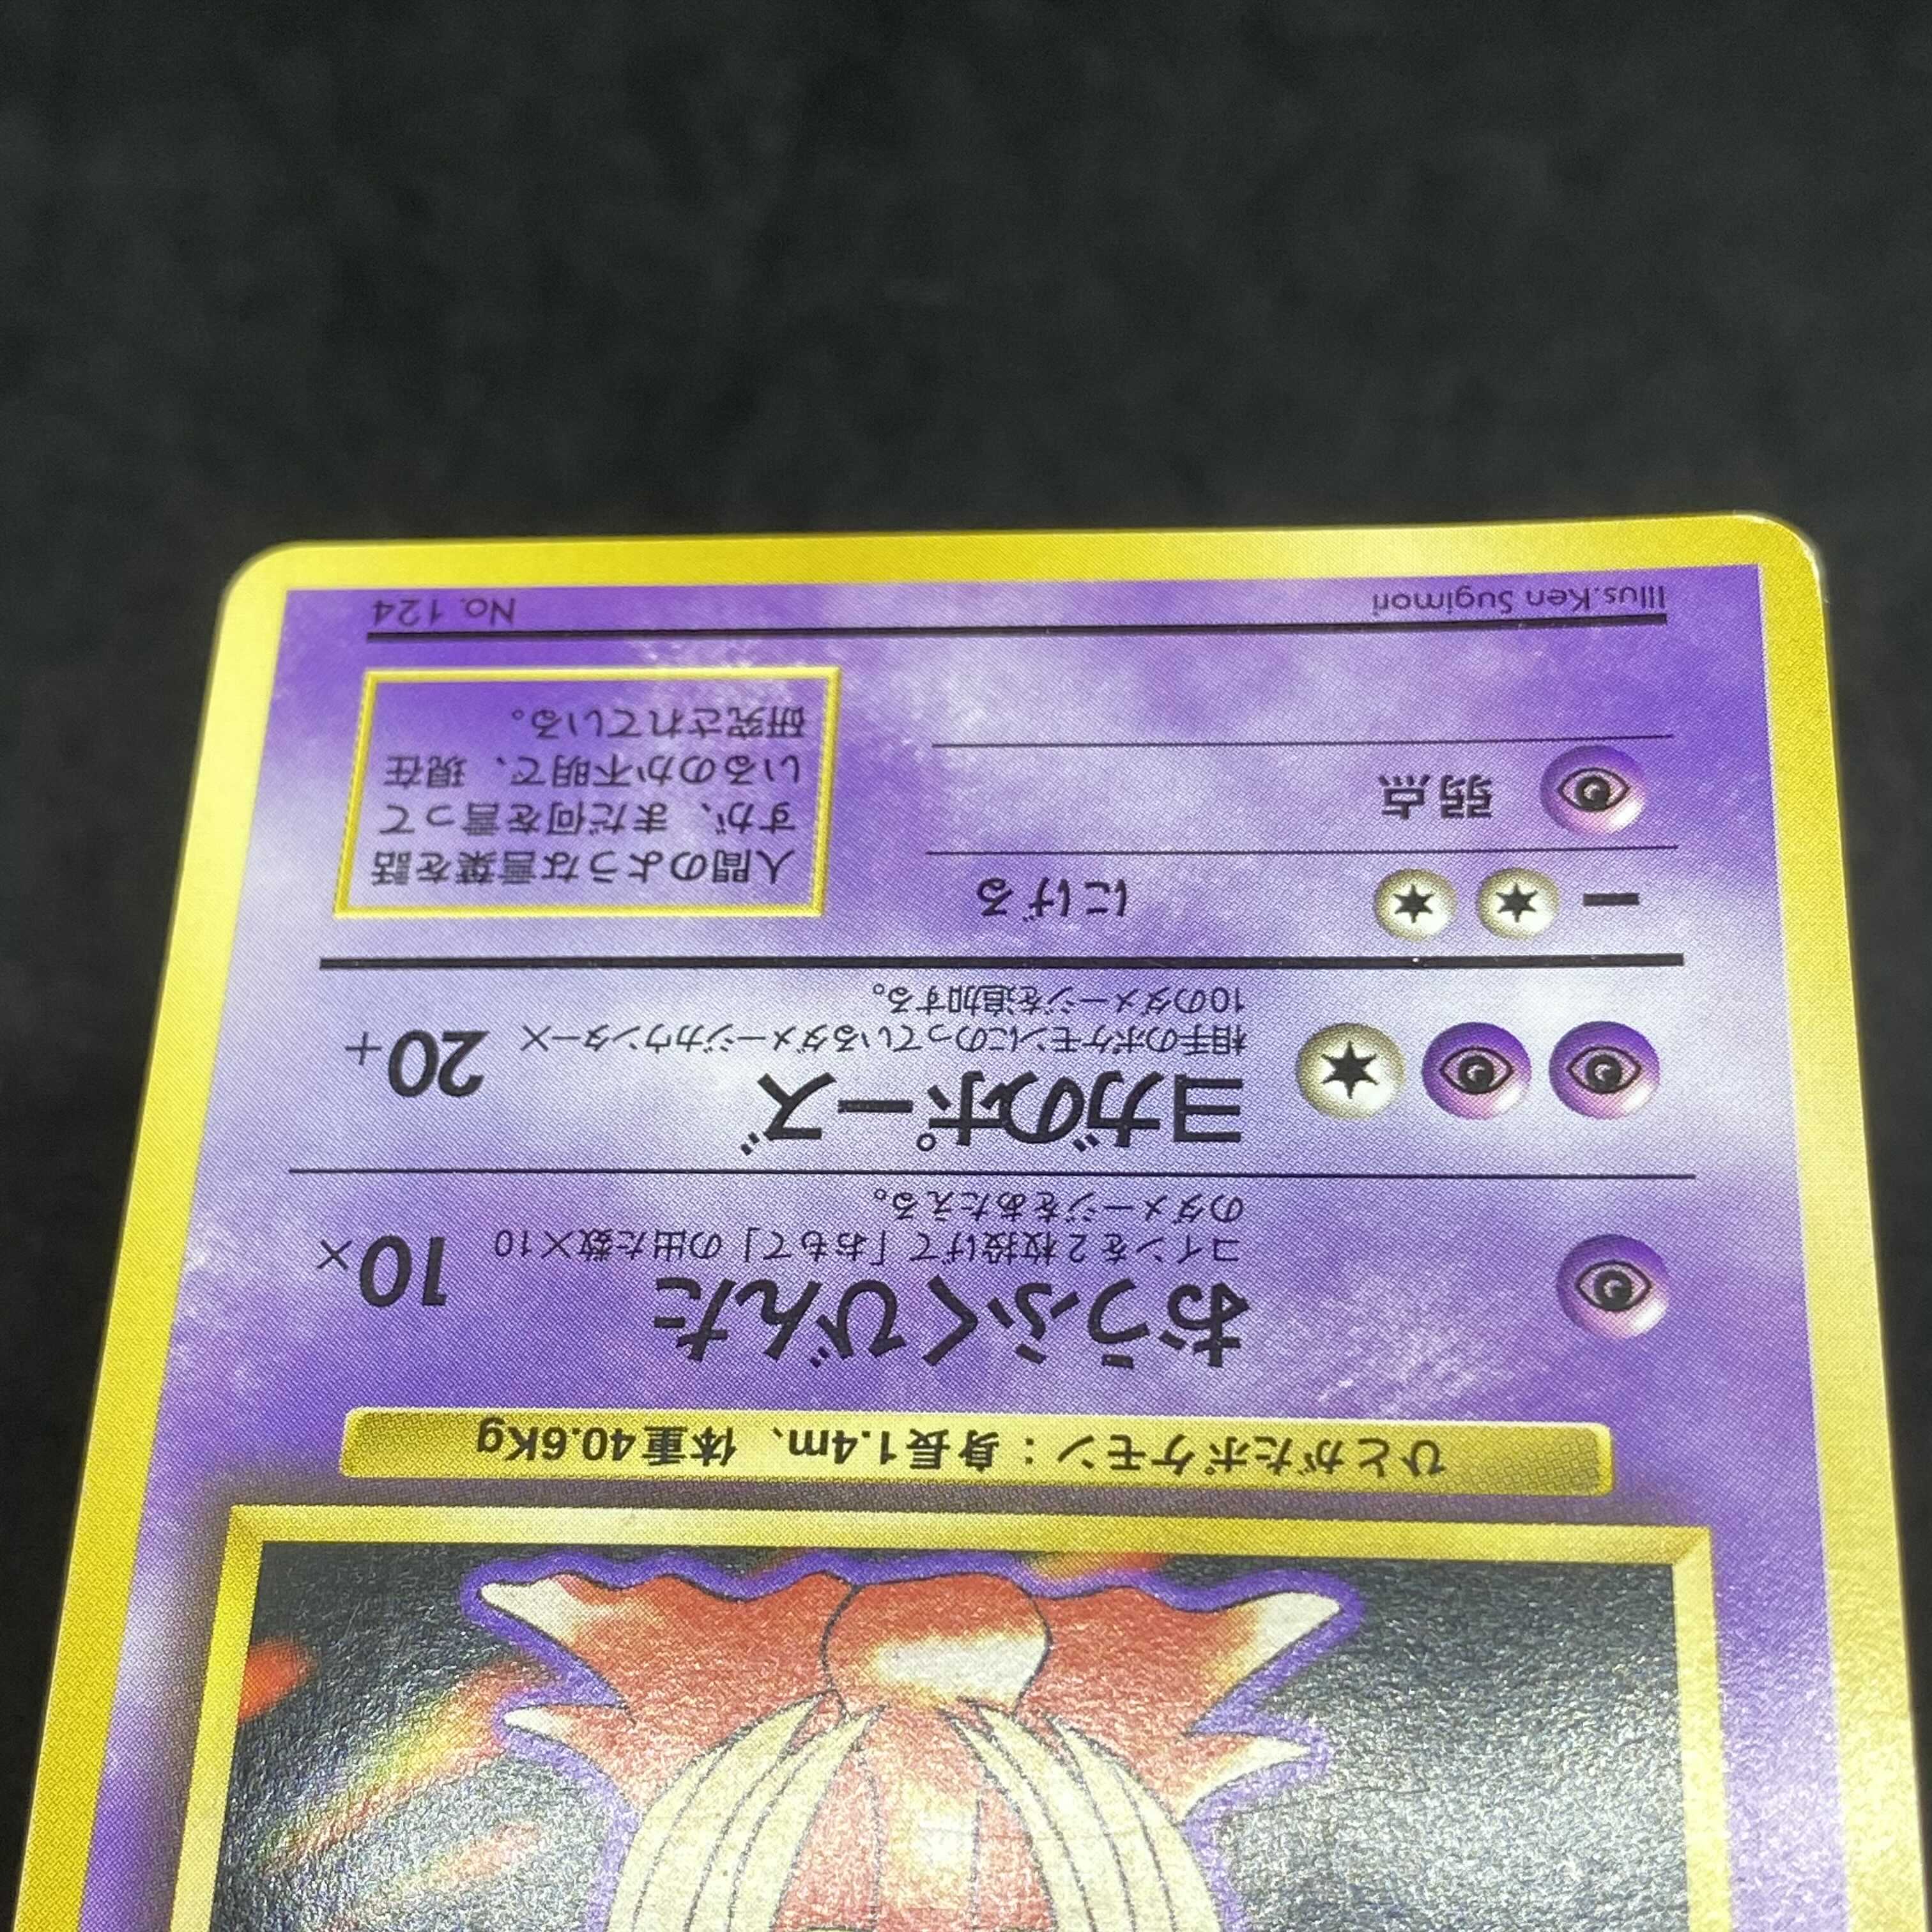 ひとがたポケモン：身長1.4m、体重40.6Kg
おうふくびんた 10×
コインを2枚投げて「おもて」の出た数×10
のダメージをあたえる。
ヨガのポーズ 20+
相手のポケモンにのっているダメージカウンター×
10のダメージを追加する。
ー にげる
弱点
人間のような言葉を話
すが、まだ何を言って
いるのか不明で、現在
研究されている。
Illus.Ken Sugimori
No. 124